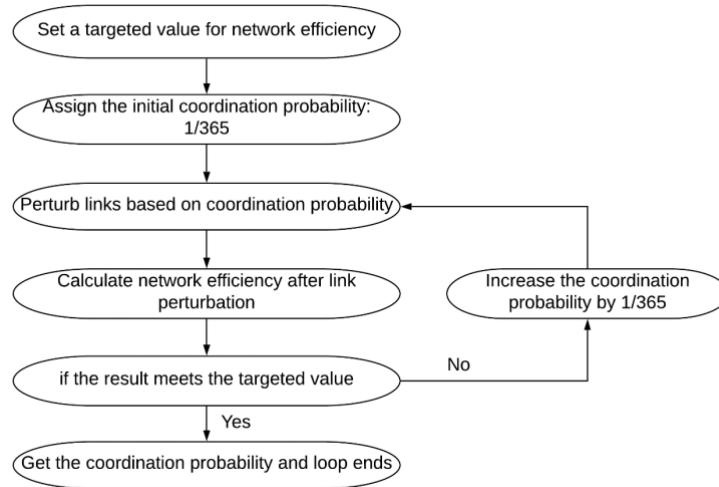 Set a targeted value for network efficiency
Assign the initial coordination probability:
1/365
Perturb links based on coordination probability
Calculate network efficiency after link
perturbation
Increase the coordination
probability by 1/365
if the result meets the targeted value
No
Yes
Get the coordination probability and loop ends